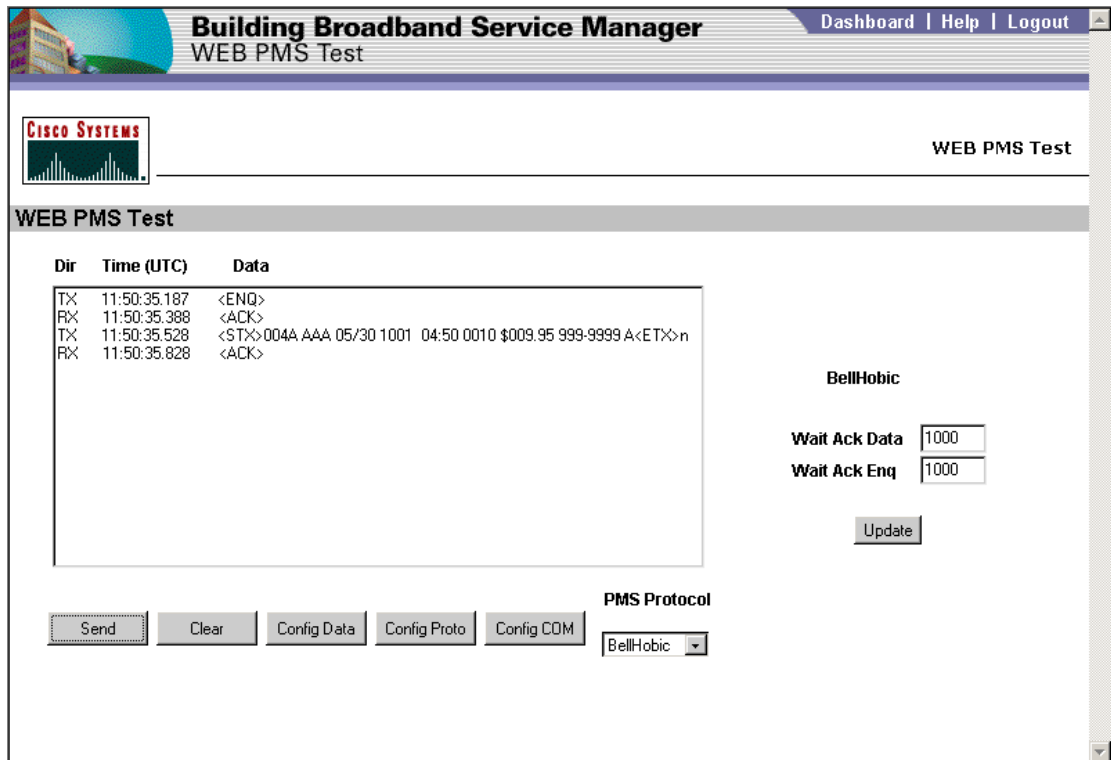 Building Broadband Service Manager
WEB PMS Test
Dashboard | Help | Logout
CISCO SYSTEMS
WEB PMS Test
WEB PMS Test
Dir Time (UTC) Data
TX 11:50:35.187 <ENQ>
RX 11:50:35.388 <ACK>
TX 11:50:35.528 <STX>004A AAA 05/30 1001  04:50 0010 $009.95 999-9999 A<ETX>n
RX 11:50:35.828 <ACK>
BellHobic
Wait Ack Data 1000
Wait Ack Enq 1000
Update
PMS Protocol
Send Clear Config Data Config Proto Config COM BellHobic